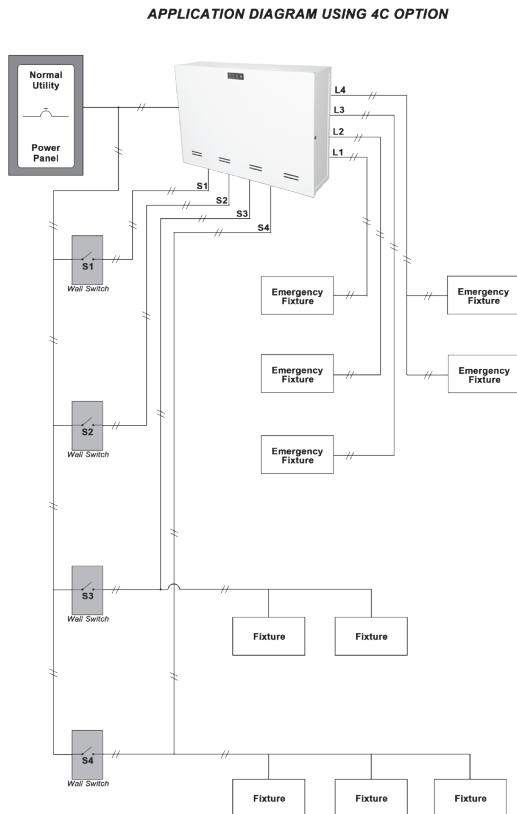 APPLICATION DIAGRAM USING 4C OPTION
Normal
Utility
Power
Panel
L4
L3
L2
L1
S1
S2
S3
S4
S1
Wall Switch
Emergency
Fixture
Emergency
Fixture
Emergency
Fixture
Emergency
Fixture
S2
Wall Switch
Emergency
Fixture
S3
Wall Switch
Fixture
Fixture
S4
Wall Switch
Fixture
Fixture
Fixture